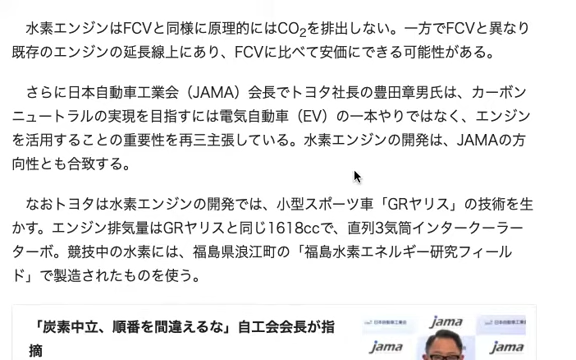 水素エンジンはFCVと同様に原理的にはCO2を排出しない。一方でFCVと異なり
既存のエンジンの延長線上にあり、FCVに比べて安価にできる可能性がある。
さらに日本自動車工業会（JAMA）会長でトヨタ社長の豊田章男氏は、カーボン
ニュートラルの実現を目指すには電気自動車（EV）の一本やりではなく、エンジン
を活用することの重要性を再三主張している。水素エンジンの開発は、JAMAの方
向性とも合致する。
なおトヨタは水素エンジンの開発では、小型スポーツ車「GRヤリス」の技術を生
かす。エンジン排気量はGRヤリスと同じ1618ccで、直列3気筒インタークーラー
ターボ。競技中の水素には、福島県浪江町の「福島水素エネルギー研究フィール
ド」で製造されたものを使う。
「炭素中立、順番を間違えるな」自工会会長が指
摘
日本自動車工業会 jama
jama jama